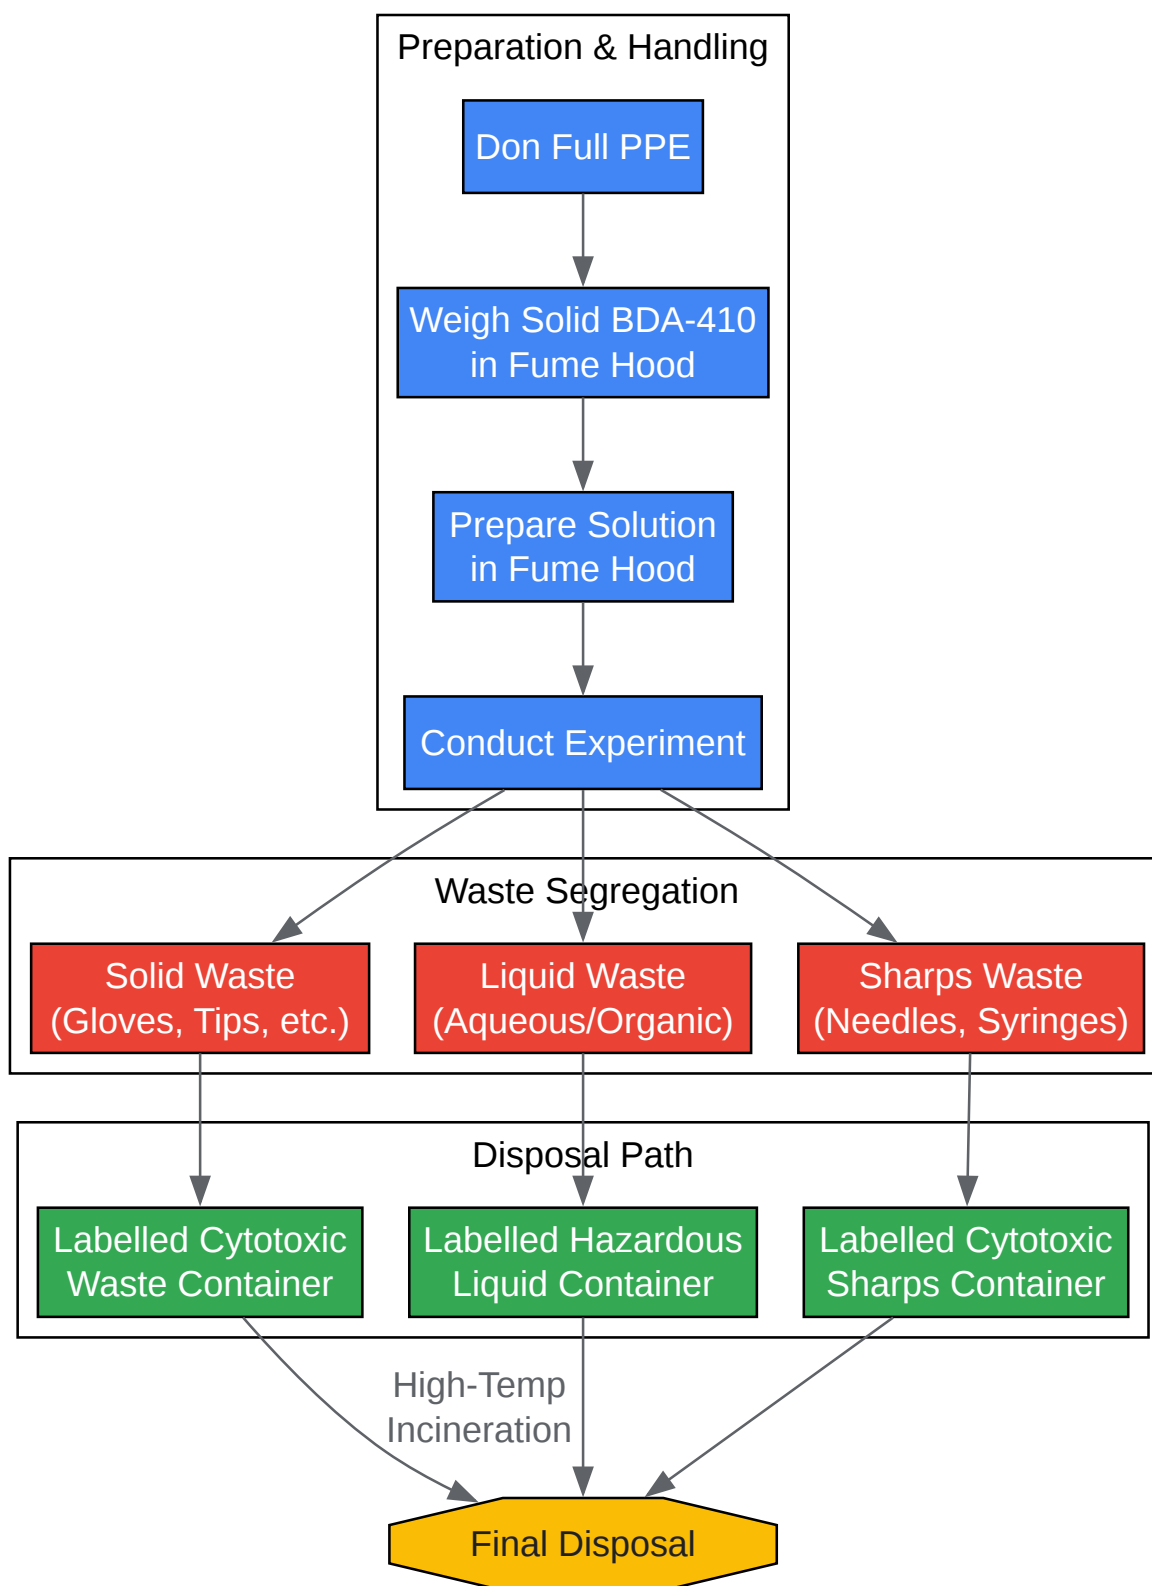 Preparation & Handling
Don Full PPE
Weigh Solid BDA-410
in Fume Hood
Prepare Solution
in Fume Hood
Conduct Experiment
Waste Segregation
Solid Waste
(Gloves, Tips, etc.)
Liquid Waste
(Aqueous/Organic)
Sharps Waste
(Needles, Syringes)
Disposal Path
Labelled Cytotoxic
Waste Container
Labelled Hazardous
Liquid Container
Labelled Cytotoxic
Sharps Container
High-Temp
Incineration
Final Disposal